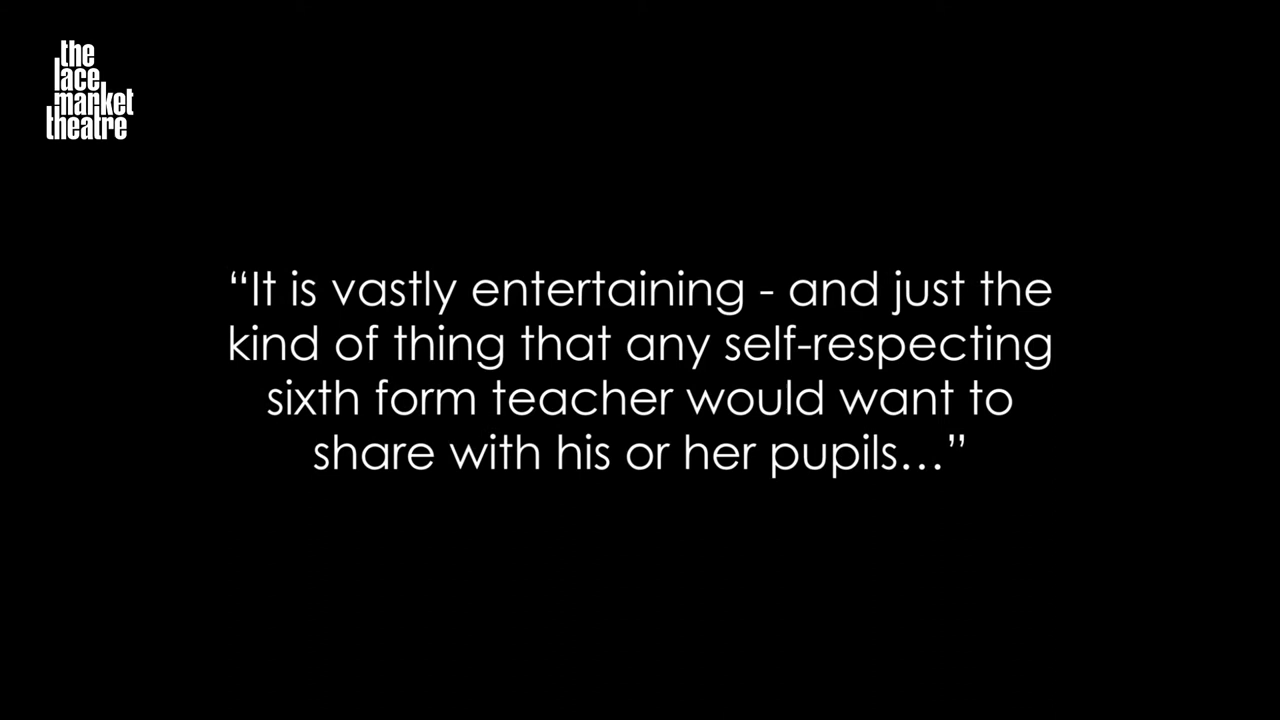 the
lace
market
theatre
“It is vastly entertaining - and just the
kind of thing that any self-respecting
sixth form teacher would want to
share with his or her pupils…”